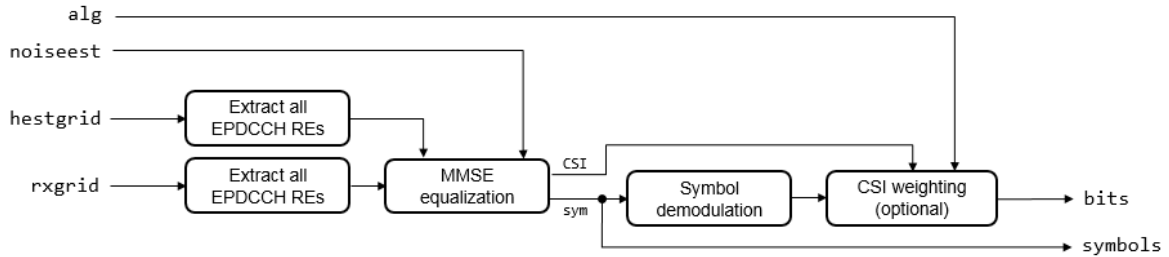 alg
noiseest
hestgrid
Extract all
EPDCCH REs
rxgrid
Extract all
EPDCCH REs
MMSE
equalization
CSI
sym
Symbol
demodulation
CSI weighting
(optional)
bits
symbols